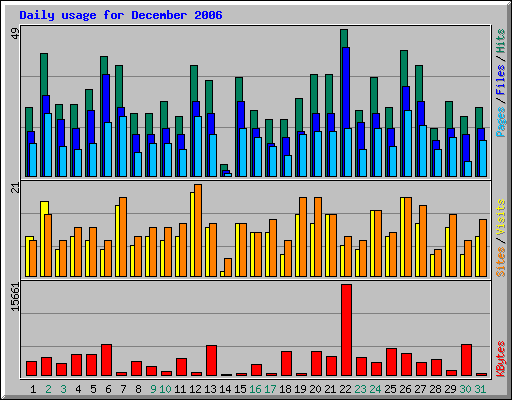 Daily usage for December 2006
49
Pages / Files / Hits
21
Sites / Visits
15661
KBytes
1 2 3 4 5 6 7 8 9 10 11 12 13 14 15 16 17 18 19 20 21 22 23 24 25 26 27 28 29 30 31